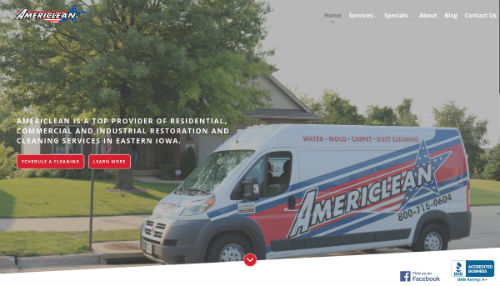 AMERICLEAN
Home Services Specials About Blog Contact Us
AMERICLEAN IS A TOP PROVIDER OF RESIDENTIAL,
COMMERCIAL AND INDUSTRIAL RESTORATION AND
CLEANING SERVICES IN EASTERN IOWA.
SCHEDULE A CLEANING LEARN MORE
WATER • MOLD • CARPET • DUCT CLEANING
AMERICLEAN
800-716-0604
Find us on
Facebook
BBB
ACCREDITED
BUSINESS
BBB Rating: A+